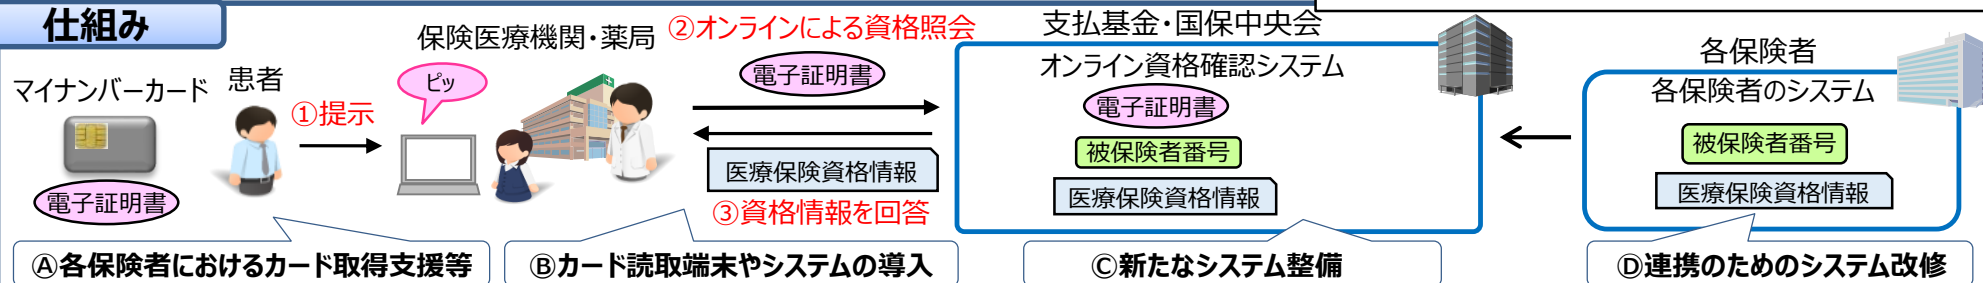 仕組み
マイナンバーカード
電子証明書
患者
①提示
保険医療機関・薬局
ピッ
②オンラインによる資格照会
電子証明書
医療保険資格情報
③資格情報を回答
支払基金・国保中央会
オンライン資格確認システム
電子証明書
被保険者番号
医療保険資格情報
各保険者
各保険者のシステム
被保険者番号
医療保険資格情報
Ⓐ各保険者におけるカード取得支援等
Ⓑカード読取端末やシステムの導入
Ⓒ新たなシステム整備
Ⓓ連携のためのシステム改修